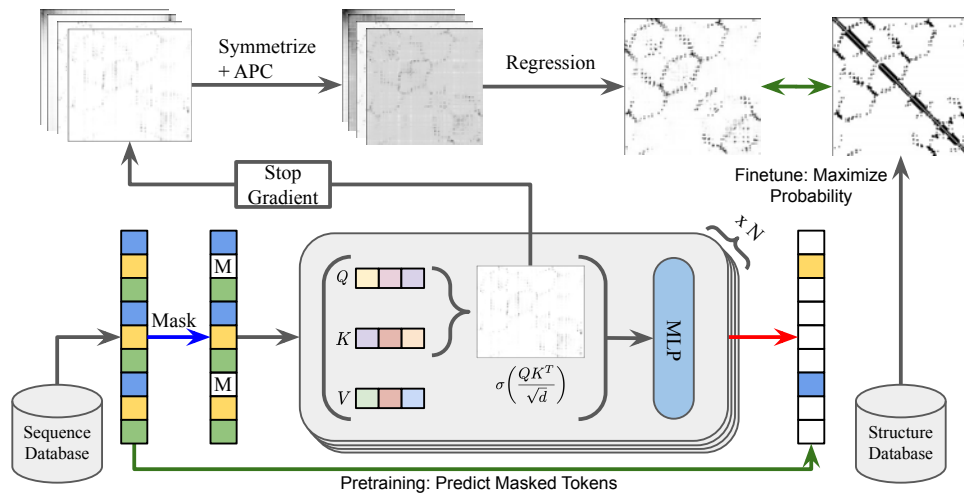 Symmetrize
+ APC
Regression
Stop
Gradient
Finetune: Maximize
Probability
x N
M
Mask
M
Q
K
V
σ(QK^T/√d)
MLP
Sequence
Database
Structure
Database
Pretraining: Predict Masked Tokens